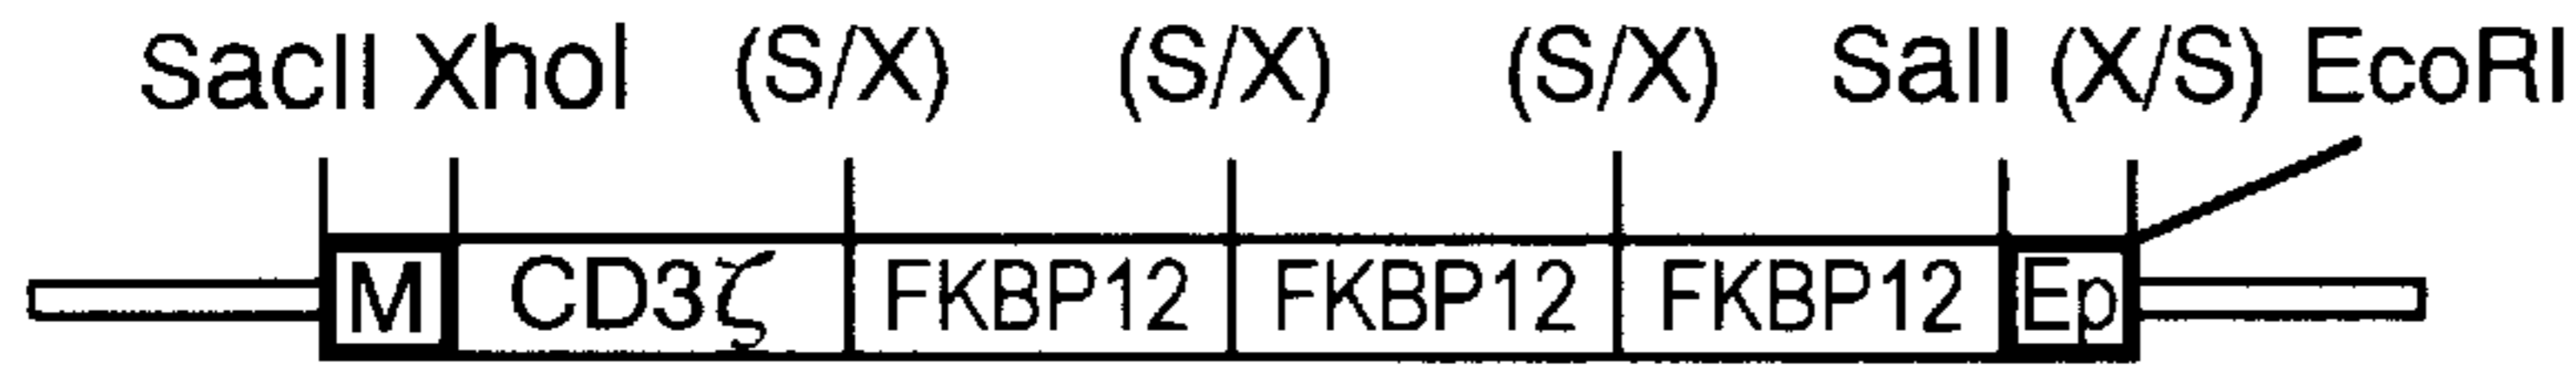 SacII XhoI (S/X) (S/X) (S/X) SalI (X/S) EcoRI
M CD3ζ FKBP12 FKBP12 FKBP12 Ep